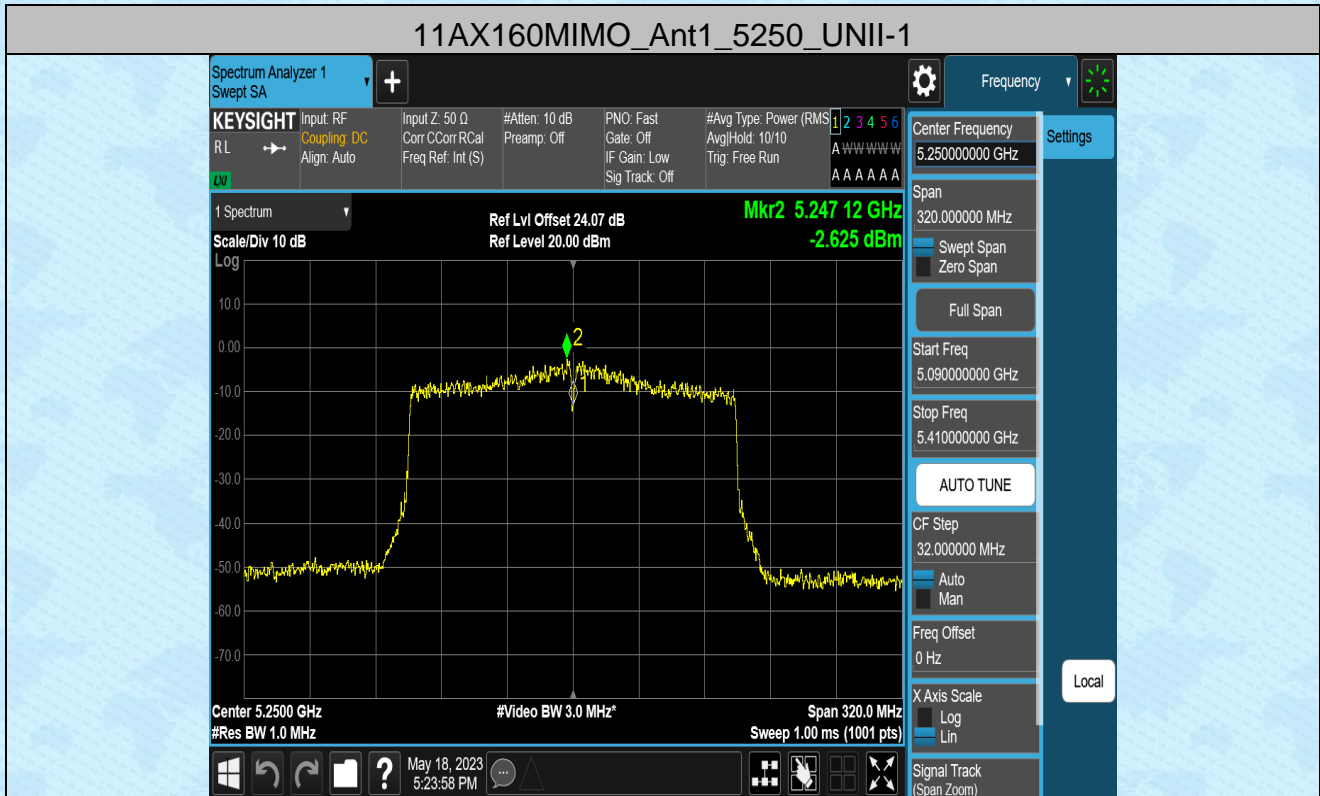 11AX160MIMO_Ant1_5250_UNII-1
Spectrum Analyzer 1
Swept SA
+
Frequency
KEYSIGHT
RL
LXI
Input: RF
Coupling: DC
Align: Auto
Input Z: 50 Ω
Corr CCorr RCal
Freq Ref: Int (S)
#Atten: 10 dB
Preamp: Off
PNO: Fast
Gate: Off
IF Gain: Low
Sig Track: Off
#Avg Type: Power (RMS
Avg|Hold: 10/10
Trig: Free Run
1 2 3 4 5 6
A W W W W W
A A A A A A
1 Spectrum
Scale/Div 10 dB
Log
Ref Lvl Offset 24.07 dB
Ref Level 20.00 dBm
Mkr2 5.247 12 GHz
-2.625 dBm
10.0
0.00
-10.0
-20.0
-30.0
-40.0
-50.0
-60.0
-70.0
2
1
Center 5.2500 GHz
#Res BW 1.0 MHz
#Video BW 3.0 MHz*
Span 320.0 MHz
Sweep 1.00 ms (1001 pts)
?
May 18, 2023
5:23:58 PM
Center Frequency
5.250000000 GHz
Settings
Span
320.000000 MHz
Swept Span
Zero Span
Full Span
Start Freq
5.090000000 GHz
Stop Freq
5.410000000 GHz
AUTO TUNE
CF Step
32.000000 MHz
Auto
Man
Freq Offset
0 Hz
X Axis Scale
Log
Lin
Local
Signal Track
(Span Zoom)